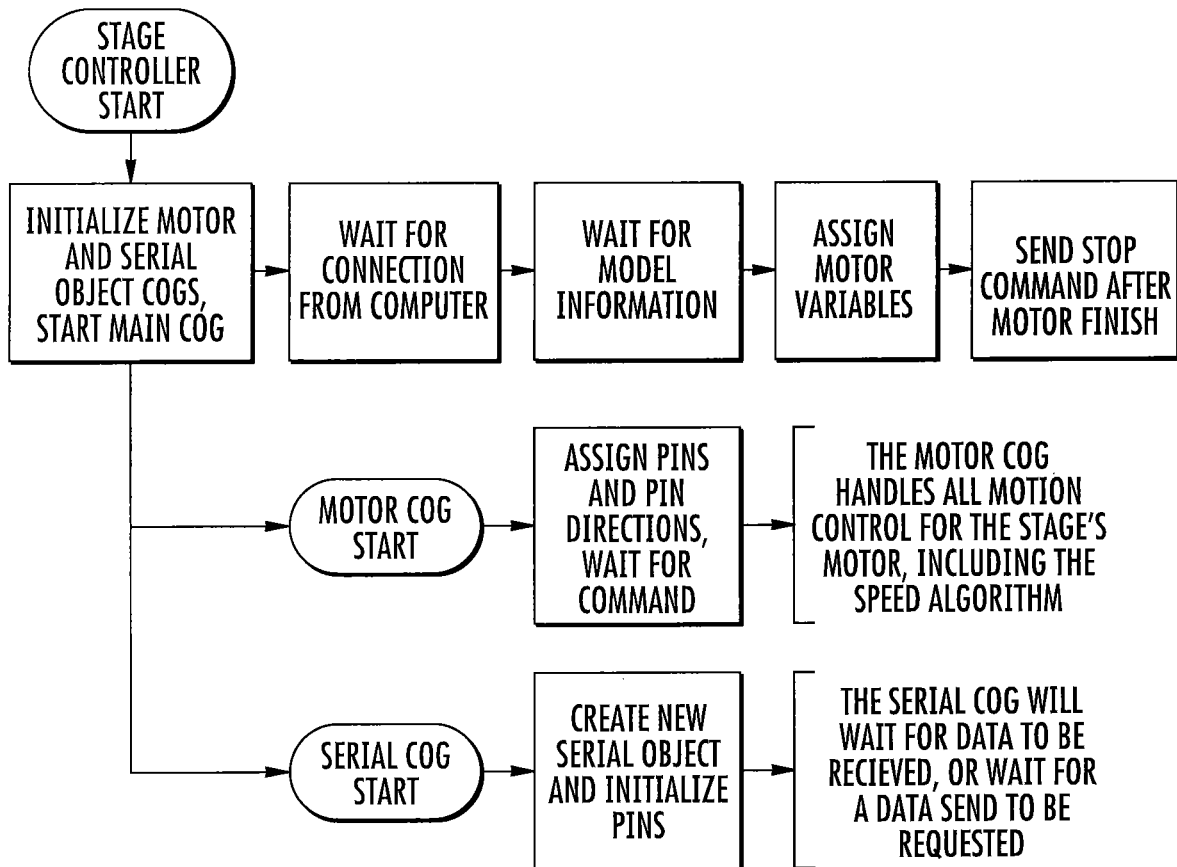 STAGE
CONTROLLER
START
INITIALIZE MOTOR
AND SERIAL
OBJECT COGS,
START MAIN COG
WAIT FOR
CONNECTION
FROM COMPUTER
WAIT FOR
MODEL
INFORMATION
ASSIGN
MOTOR
VARIABLES
SEND STOP
COMMAND AFTER
MOTOR FINISH
MOTOR COG
START
ASSIGN PINS
AND PIN
DIRECTIONS,
WAIT FOR
COMMAND
THE MOTOR COG
HANDLES ALL MOTION
CONTROL FOR THE STAGE'S
MOTOR, INCLUDING THE
SPEED ALGORITHM
SERIAL COG
START
CREATE NEW
SERIAL OBJECT
AND INITIALIZE
PINS
THE SERIAL COG WILL
WAIT FOR DATA TO BE
RECIEVED, OR WAIT FOR
A DATA SEND TO BE
REQUESTED